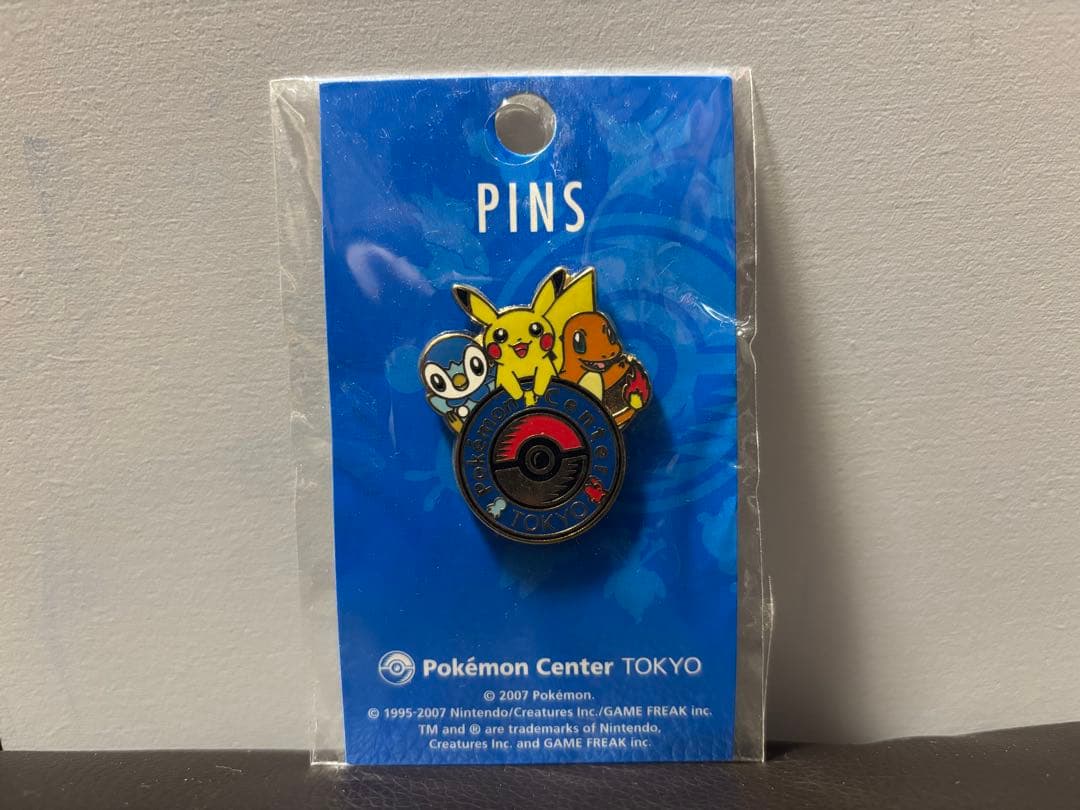 PINS
Pokémon Center
TOKYO
Pokémon Center TOKYO
© 2007 Pokémon.
© 1995-2007 Nintendo/Creatures Inc./GAME FREAK inc.
TM and ® are trademarks of Nintendo,
Creatures Inc. and GAME FREAK inc.